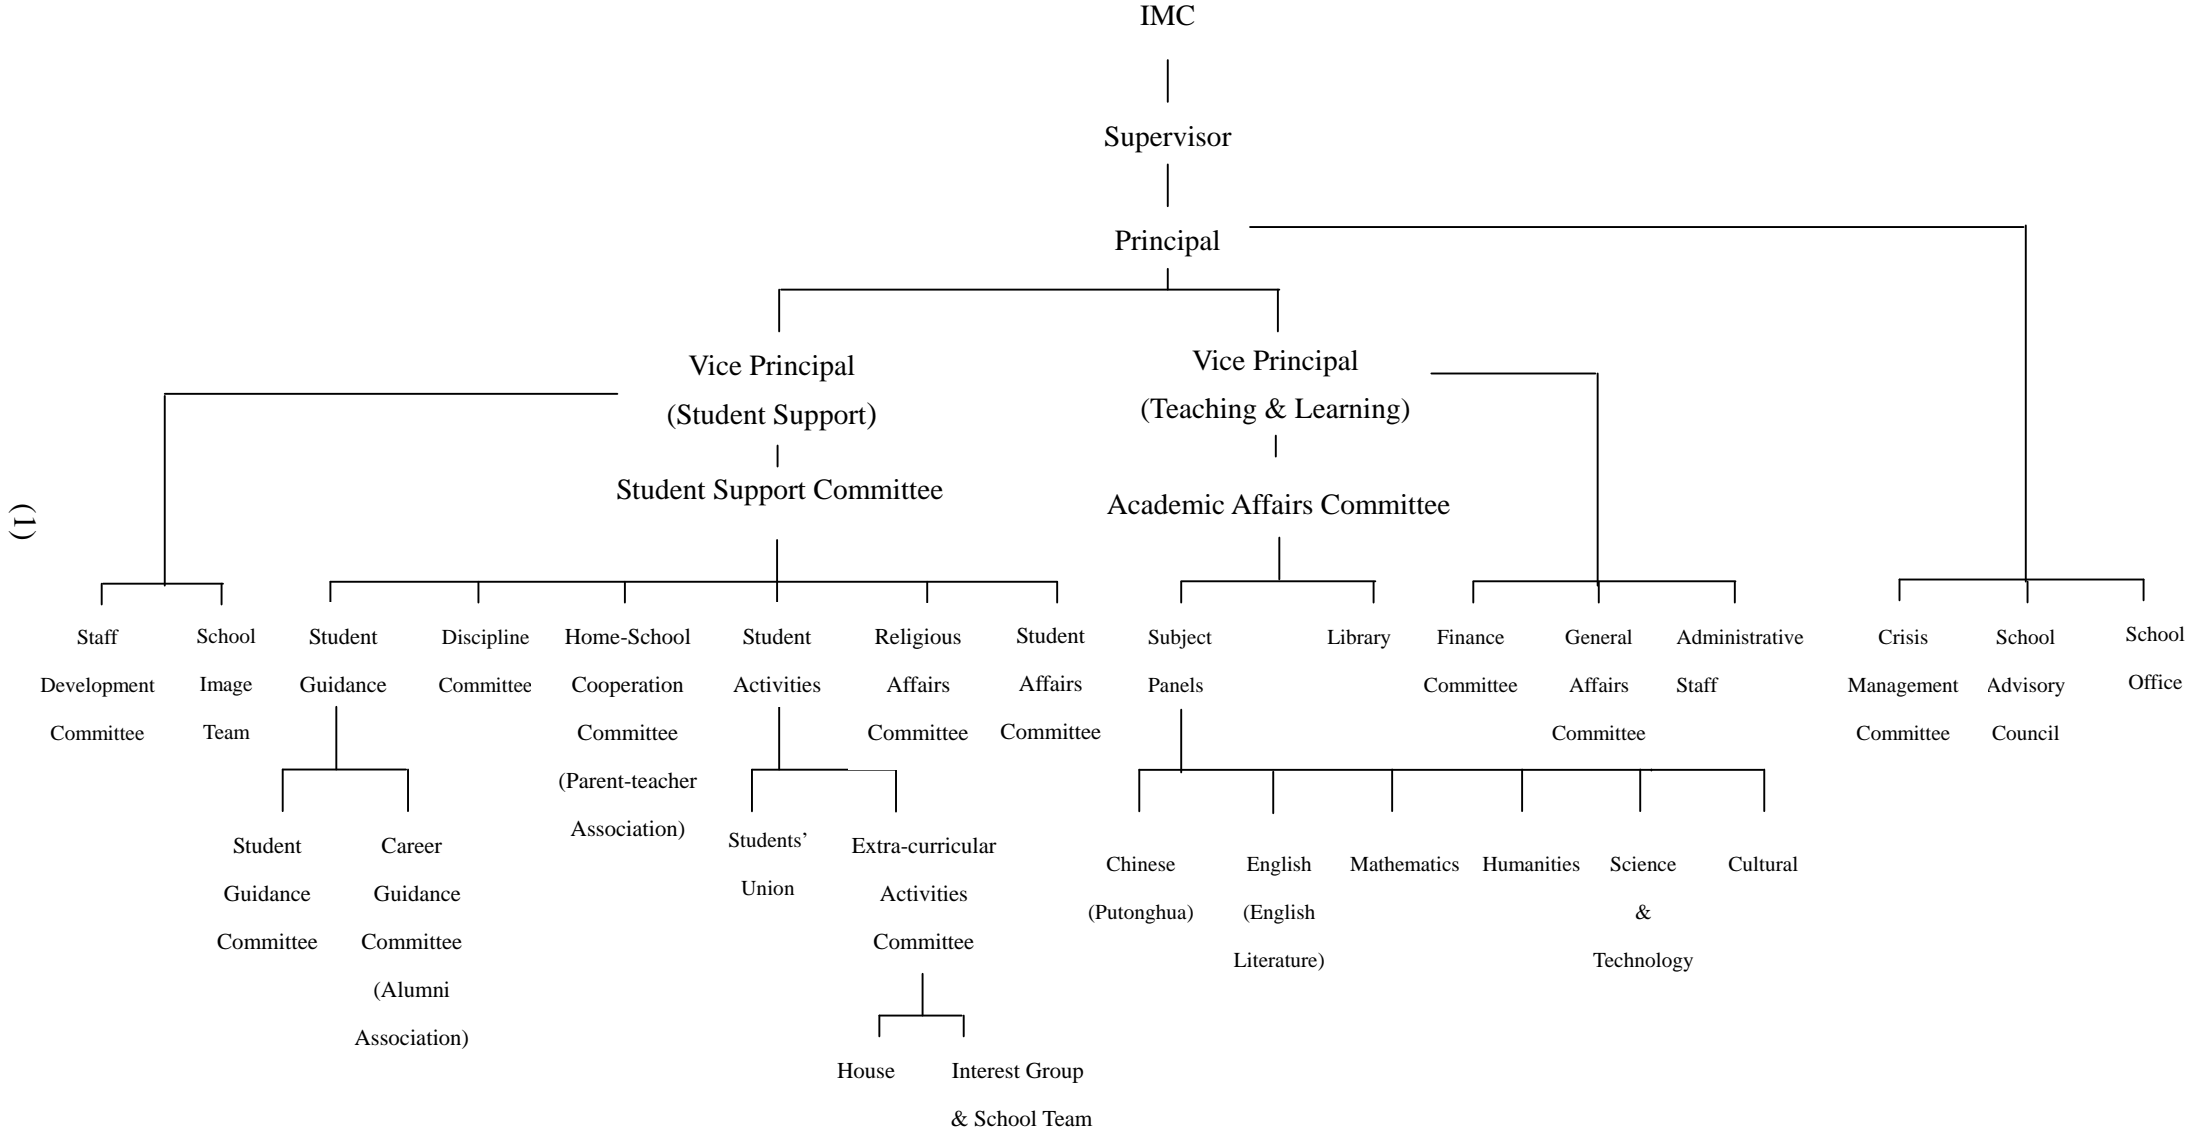 IMC
Supervisor
Principal
Vice Principal
(Student Support)
Student Support Committee
Vice Principal
(Teaching & Learning)
Academic Affairs Committee
(1)
Staff
Development
Committee
School
Image
Team
Student
Guidance
Student
Guidance
Committee
Career
Guidance
Committee
(Alumni
Association)
Discipline
Committee
Home-School
Cooperation
Committee
(Parent-teacher
Association)
Student
Activities
Students’
Union
Extra-curricular
Activities
Committee
House
Interest Group
& School Team
Religious
Affairs
Committee
Student
Affairs
Committee
Subject
Panels
Chinese
(Putonghua)
English
(English
Literature)
Mathematics
Humanities
Science
&
Technology
Cultural
Library
Finance
Committee
General
Affairs
Committee
Administrative
Staff
Crisis
Management
Committee
School
Advisory
Council
School
Office